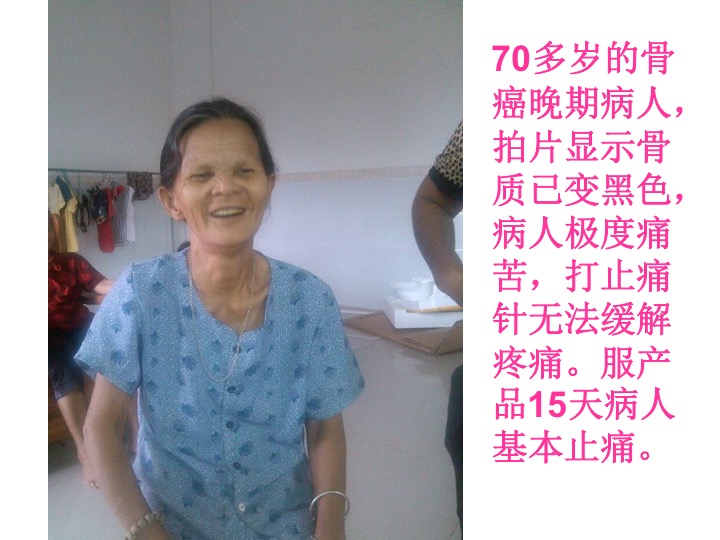 70多岁的骨
癌晚期病人，
拍片显示骨
质已变黑色，
病人极度痛
苦，打止痛
针无法缓解
疼痛。服产
品15天病人
基本止痛。